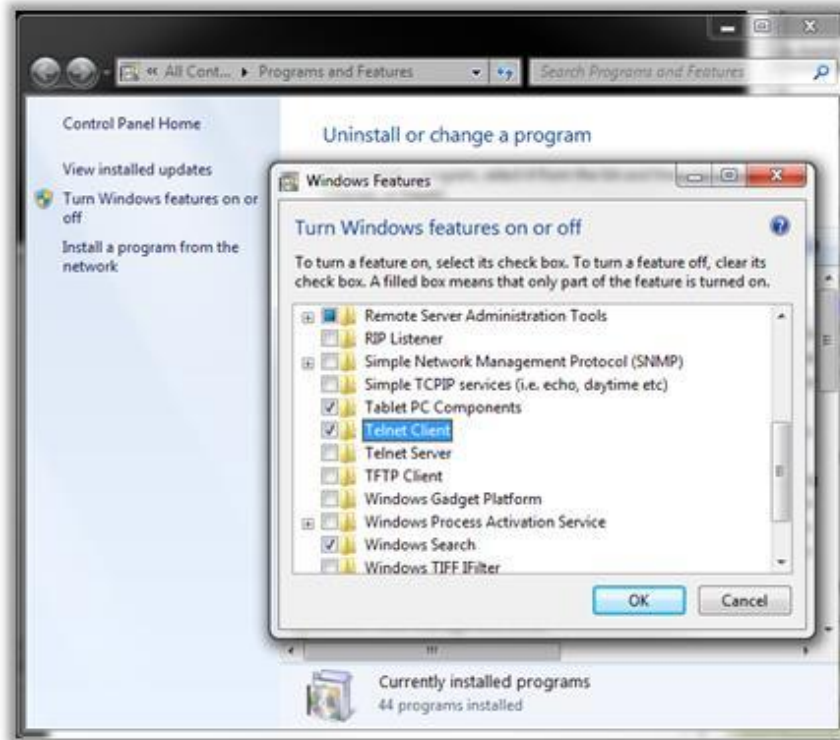 « All Cont... ▸ Programs and Features
Search Programs and Features
Control Panel Home
View installed updates
Turn Windows features on or
off
Install a program from the
network
Uninstall or change a program
Windows Features
Turn Windows features on or off
To turn a feature on, select its check box. To turn a feature off, clear its
check box. A filled box means that only part of the feature is turned on.
Remote Server Administration Tools
RIP Listener
Simple Network Management Protocol (SNMP)
Simple TCPIP services (i.e. echo, daytime etc)
Tablet PC Components
Telnet Client
Telnet Server
TFTP Client
Windows Gadget Platform
Windows Process Activation Service
Windows Search
Windows TIFF IFilter
OK
Cancel
Currently installed programs
44 programs installed